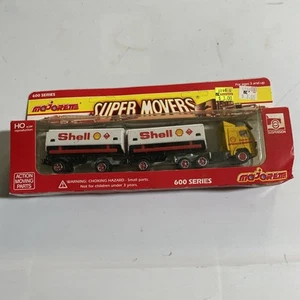 600 SERIES
MAJORETTE
SUPER MOVERS
HO
Shell
Shell
ACTION
MOVING
PARTS
WARNING: CHOKING HAZARD - Small parts.
Not for children under 3 years.
600 SERIES
majorette